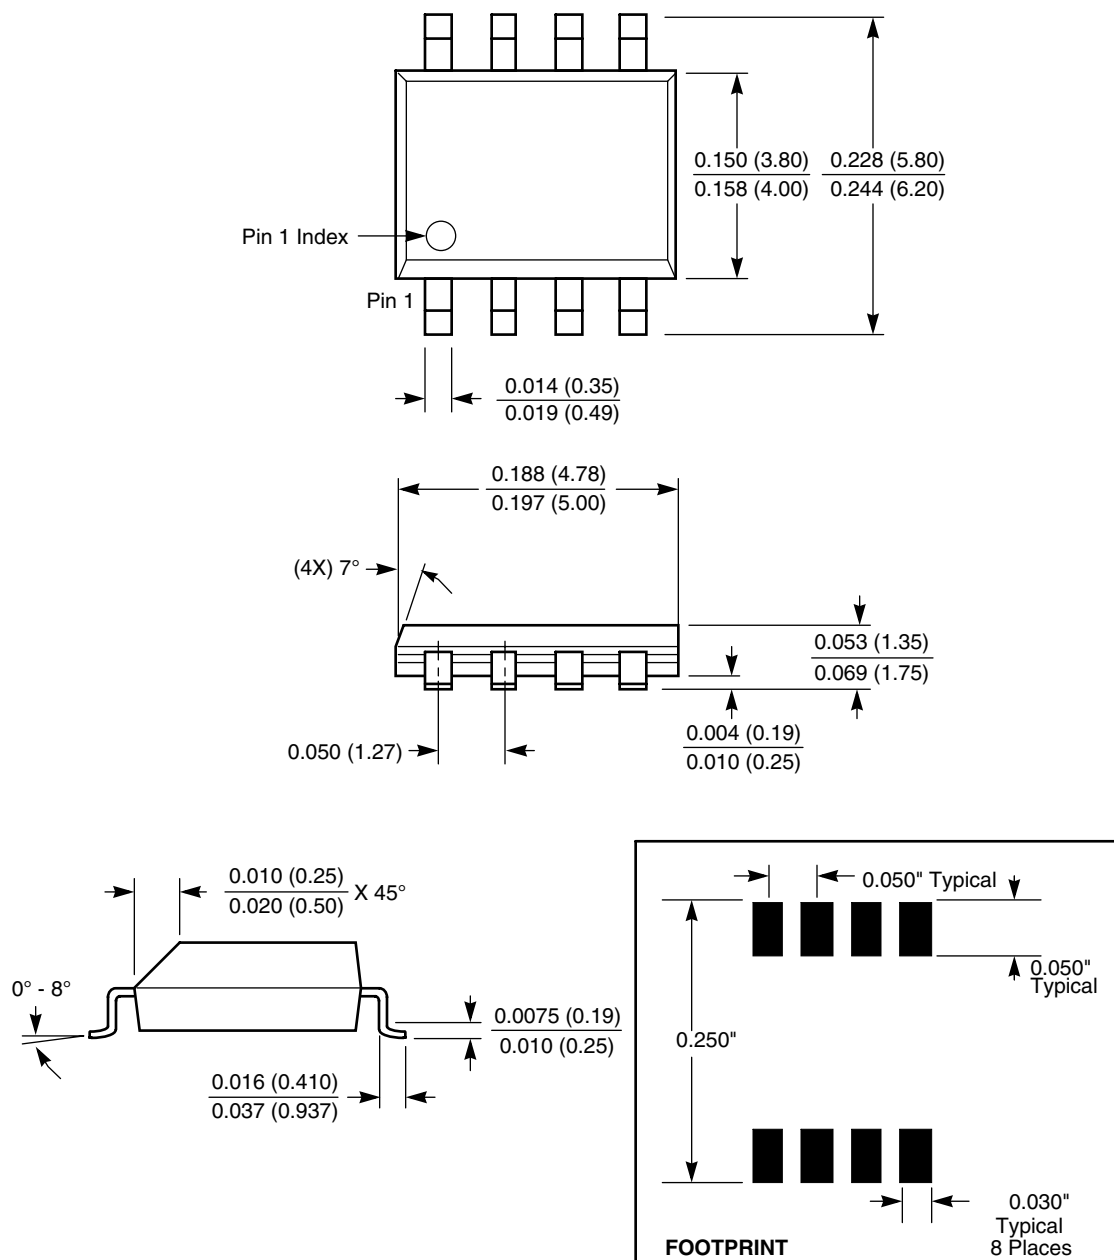 0.150 (3.80)
0.158 (4.00)
0.228 (5.80)
0.244 (6.20)
Pin 1 Index
Pin 1
0.014 (0.35)
0.019 (0.49)
0.188 (4.78)
0.197 (5.00)
(4X) 7°
0.053 (1.35)
0.069 (1.75)
0.004 (0.19)
0.010 (0.25)
0.050 (1.27)
0.010 (0.25)
0.020 (0.50)
X 45°
0° - 8°
0.0075 (0.19)
0.010 (0.25)
0.016 (0.410)
0.037 (0.937)
0.050" Typical
0.050"
Typical
0.250"
0.030"
Typical
8 Places
FOOTPRINT